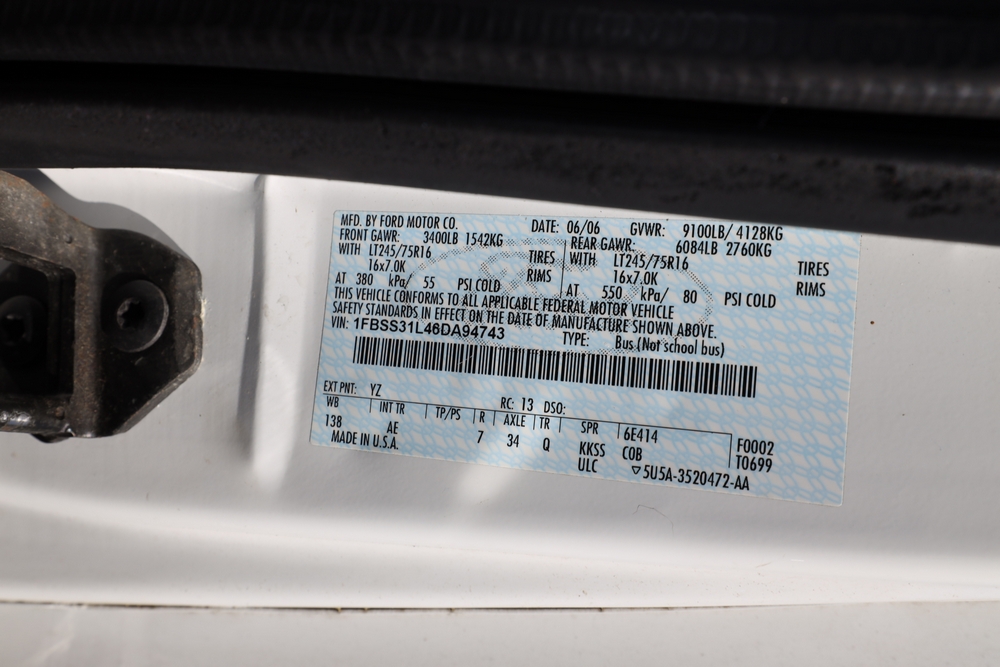 MFD. BY FORD MOTOR CO. DATE: 06/06 GVWR: 9100LB/ 4128KG
FRONT GAWR: 3400LB 1542KG REAR GAWR: 6084LB 2760KG
WITH LT245/75R16 TIRES WITH LT245/75R16 TIRES
16x7.0K RIMS 16x7.0K RIMS
AT 380 kPa/ 55 PSI COLD AT 550 kPa/ 80 PSI COLD
THIS VEHICLE CONFORMS TO ALL APPLICABLE FEDERAL MOTOR VEHICLE
SAFETY STANDARDS IN EFFECT ON THE DATE OF MANUFACTURE SHOWN ABOVE.
VIN: 1FBSS31L46DA94743 TYPE: Bus (Not school bus)
EXT PNT: YZ RC: 13 DSO:
WB INT TR TP/PS R AXLE TR SPR 6E414 F0002
138 AE 7 34 Q KKSS COB T0699
MADE IN U.S.A. ULC ▽5U5A-3520472-AA